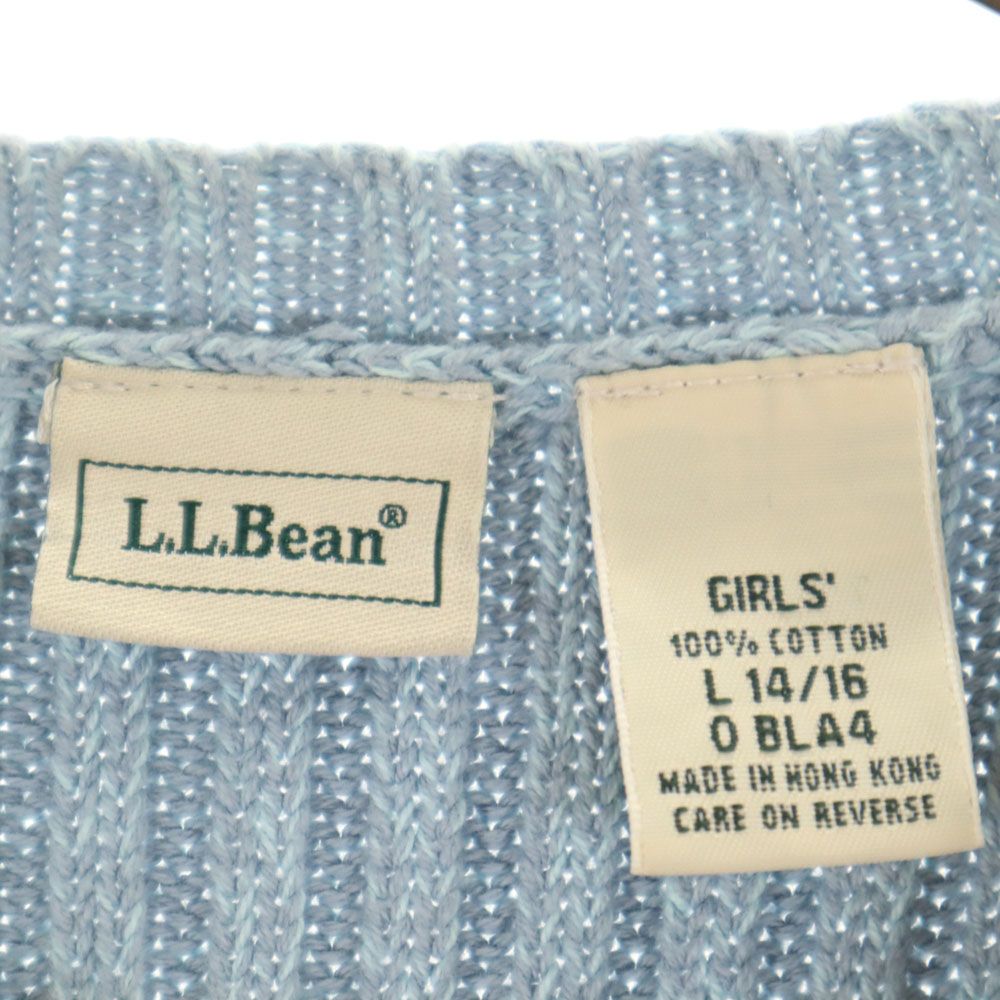 L.L.Bean®
GIRLS'
100% COTTON
L 14/16
0 BLA4
MADE IN HONG KONG
CARE ON REVERSE